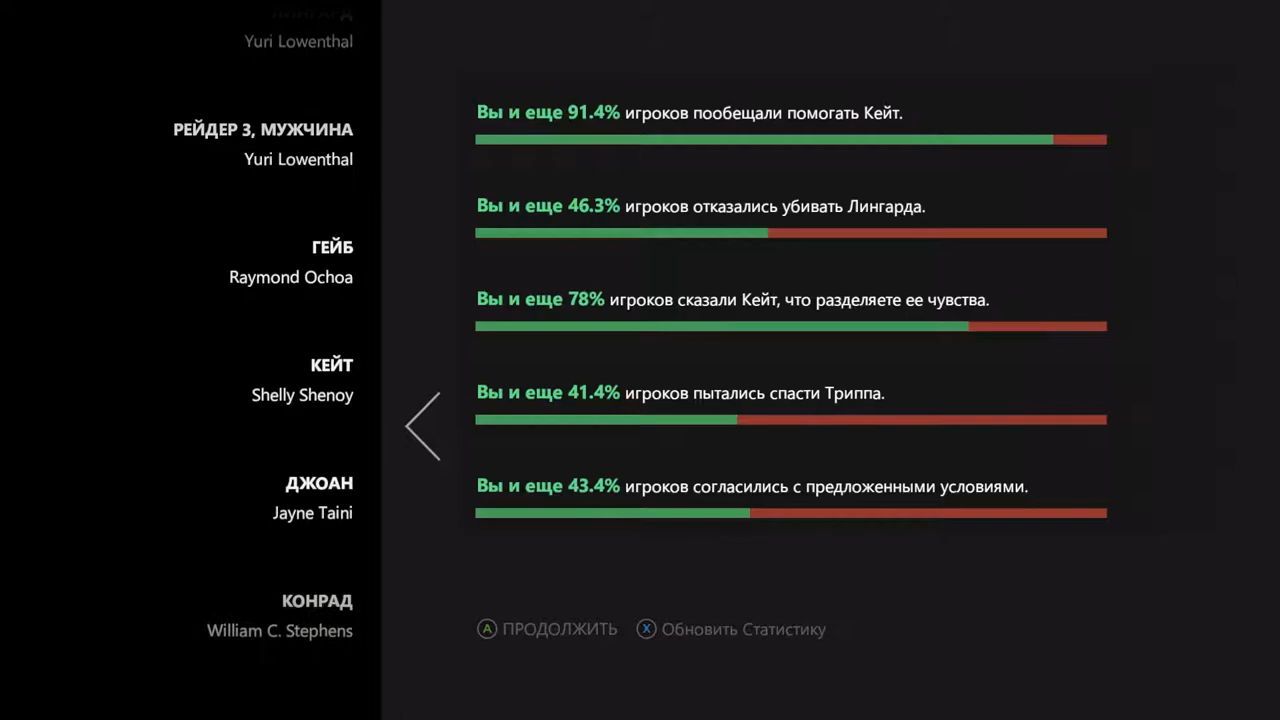 ЛИНГАРД
Yuri Lowenthal
РЕЙДЕР 3, МУЖЧИНА
Yuri Lowenthal
ГЕЙБ
Raymond Ochoa
КЕЙТ
Shelly Shenoy
ДЖОАН
Jayne Taini
КОНРАД
William C. Stephens
Вы и еще 91.4% игроков пообещали помогать Кейт.
Вы и еще 46.3% игроков отказались убивать Лингарда.
Вы и еще 78% игроков сказали Кейт, что разделяете ее чувства.
Вы и еще 41.4% игроков пытались спасти Триппа.
Вы и еще 43.4% игроков согласились с предложенными условиями.
A ПРОДОЛЖИТЬ X Обновить Статистику